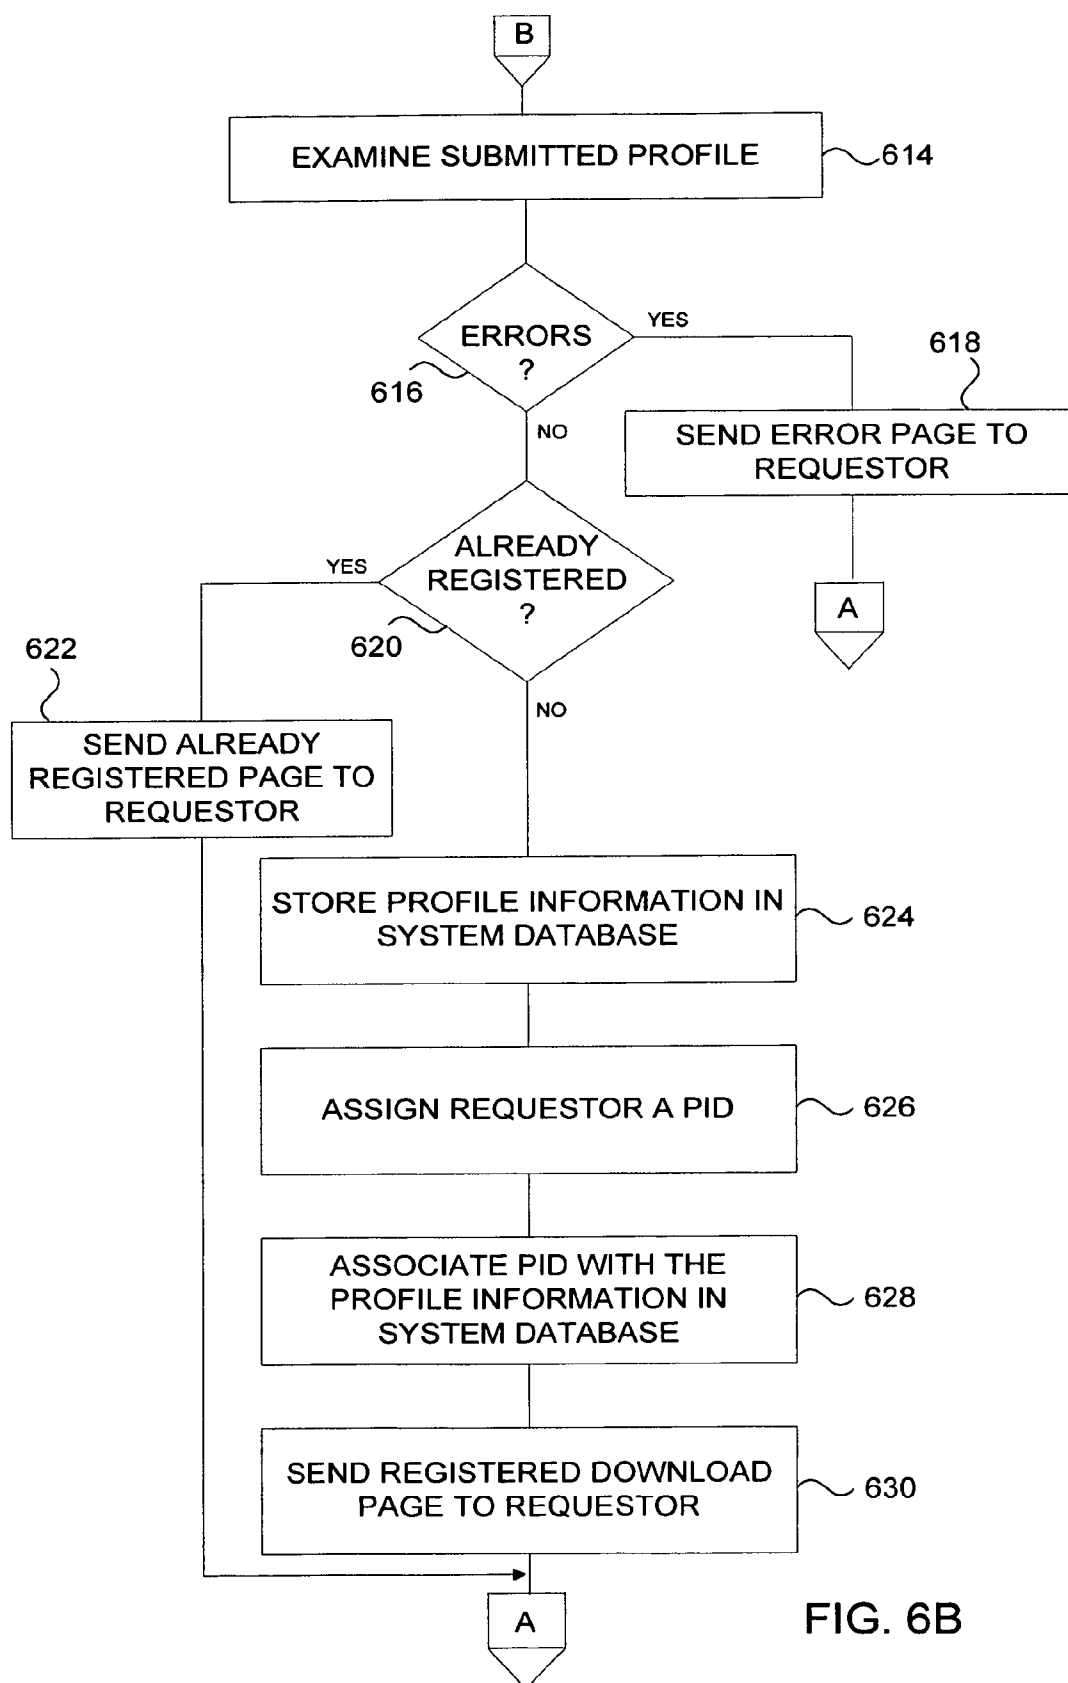 B
EXAMINE SUBMITTED PROFILE
614
ERRORS
?
616
YES
NO
618
SEND ERROR PAGE TO
REQUESTOR
A
ALREADY
REGISTERED
?
620
YES
NO
622
SEND ALREADY
REGISTERED PAGE TO
REQUESTOR
STORE PROFILE INFORMATION IN
SYSTEM DATABASE
624
ASSIGN REQUESTOR A PID
626
ASSOCIATE PID WITH THE
PROFILE INFORMATION IN
SYSTEM DATABASE
628
SEND REGISTERED DOWNLOAD
PAGE TO REQUESTOR
630
A
FIG. 6B